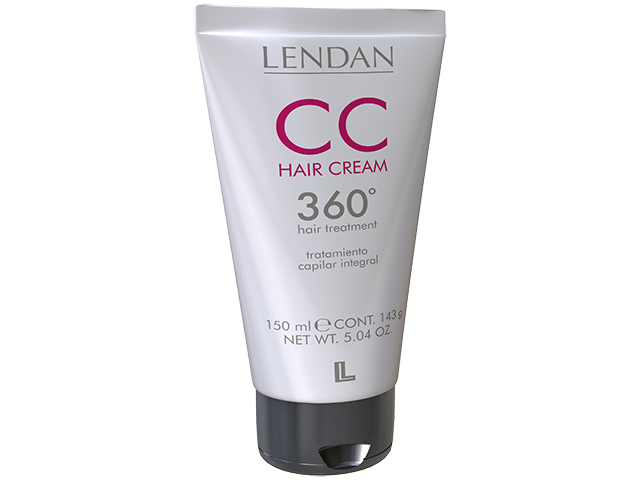 LENDAN
CC
HAIR CREAM
360°
hair treatment
tratamiento
capilar integral
150 ml ℮ CONT. 143 g
NET WT. 5.04 OZ.
LL